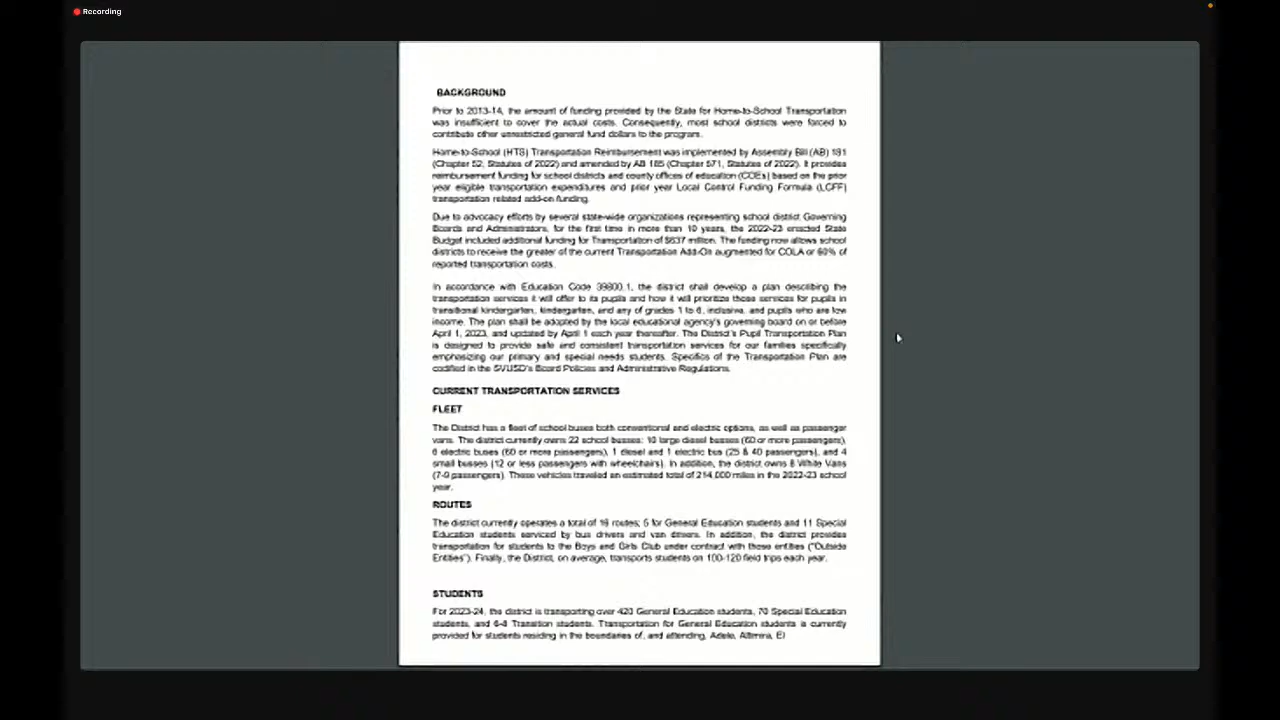 Recording
BACKGROUND
Prior to 2013-14, the amount of funding provided by the State for Home-to-School Transportation
was insufficient to cover the actual costs. Consequently, most school districts were forced to
contribute other unrestricted general fund dollars to the program.
Home-to-School (HTS) Transportation Reimbursement was implemented by Assembly Bill (AB) 181
(Chapter 52, Statutes of 2022) and amended by AB 185 (Chapter 571, Statutes of 2022). It provides
reimbursement funding for school districts and county offices of education (COEs) based on the prior
year eligible transportation expenditures and prior year Local Control Funding Formula (LCFF)
transportation related add-on funding.
Due to advocacy efforts by several state-wide organizations representing school district Governing
Boards and Administrators, for the first time in more than 10 years, the 2022-23 enacted State
Budget included additional funding for Transportation of $637 million. The funding now allows school
districts to receive the greater of the current Transportation Add-On augmented for COLA or 60% of
reported transportation costs.
In accordance with Education Code 39800.1, the district shall develop a plan describing the
transportation services it will offer to its pupils and how it will prioritize those services for pupils in
transitional kindergarten, kindergarten, and any of grades 1 to 6, inclusive, and pupils who are low
income. The plan shall be adopted by the local educational agency's governing board on or before
April 1, 2023, and updated by April 1 each year thereafter. The District's Pupil Transportation Plan
is designed to provide safe and consistent transportation services for our families specifically
emphasizing our primary and special needs students. Specifics of the Transportation Plan are
codified in the SVUSD's Board Policies and Administrative Regulations.
CURRENT TRANSPORTATION SERVICES
FLEET
The District has a fleet of school buses both conventional and electric options, as well as passenger
vans. The district currently owns 22 school busses: 10 large diesel busses (60 or more passengers),
6 electric buses (60 or more passengers), 1 diesel and 1 electric bus (25 & 40 passengers), and 4
small busses (12 or less passengers with wheelchairs). In addition, the district owns 8 White Vans
(7-9 passengers). These vehicles traveled an estimated total of 214,000 miles in the 2022-23 school
year.
ROUTES
The district currently operates a total of 16 routes; 5 for General Education students and 11 Special
Education students serviced by bus drivers and van drivers. In addition, the district provides
transportation for students to the Boys and Girls Club under contract with those entities ("Outside
Entities"). Finally, the District, on average, transports students on 100-120 field trips each year.
STUDENTS
For 2023-24, the district is transporting over 420 General Education students, 70 Special Education
students, and 6-8 Transition students. Transportation for General Education students is currently
provided for students residing in the boundaries of, and attending, Adele, Altimira, El